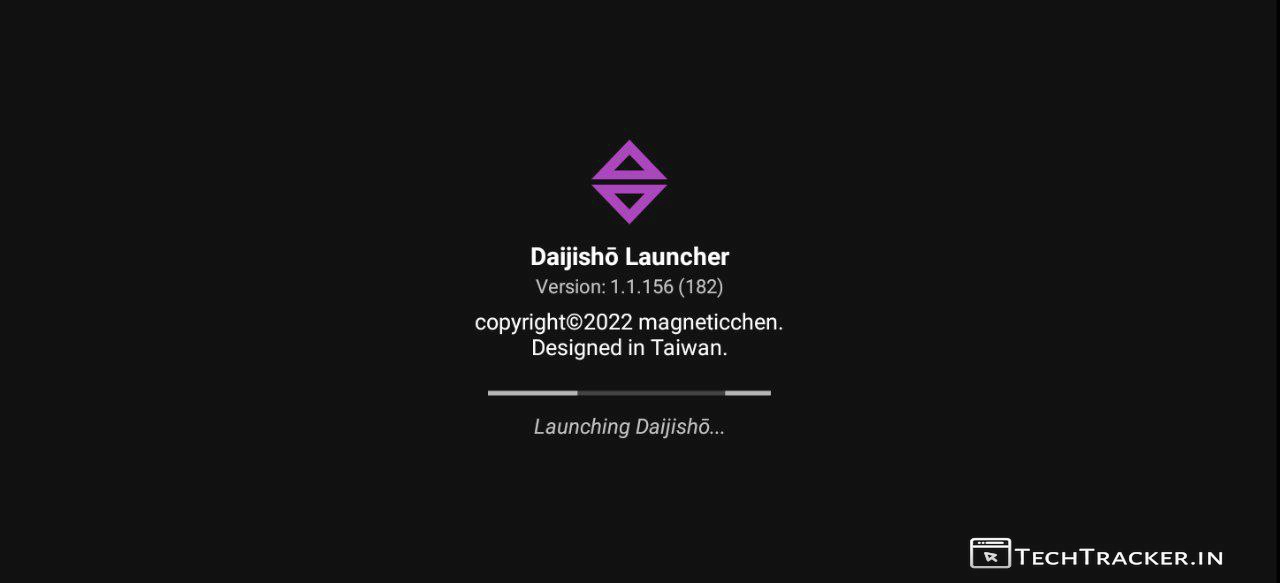 Daijishō Launcher
Version: 1.1.156 (182)
copyright©2022 magneticchen.
Designed in Taiwan.
Launching Daijishō...
TECHTRACKER.IN